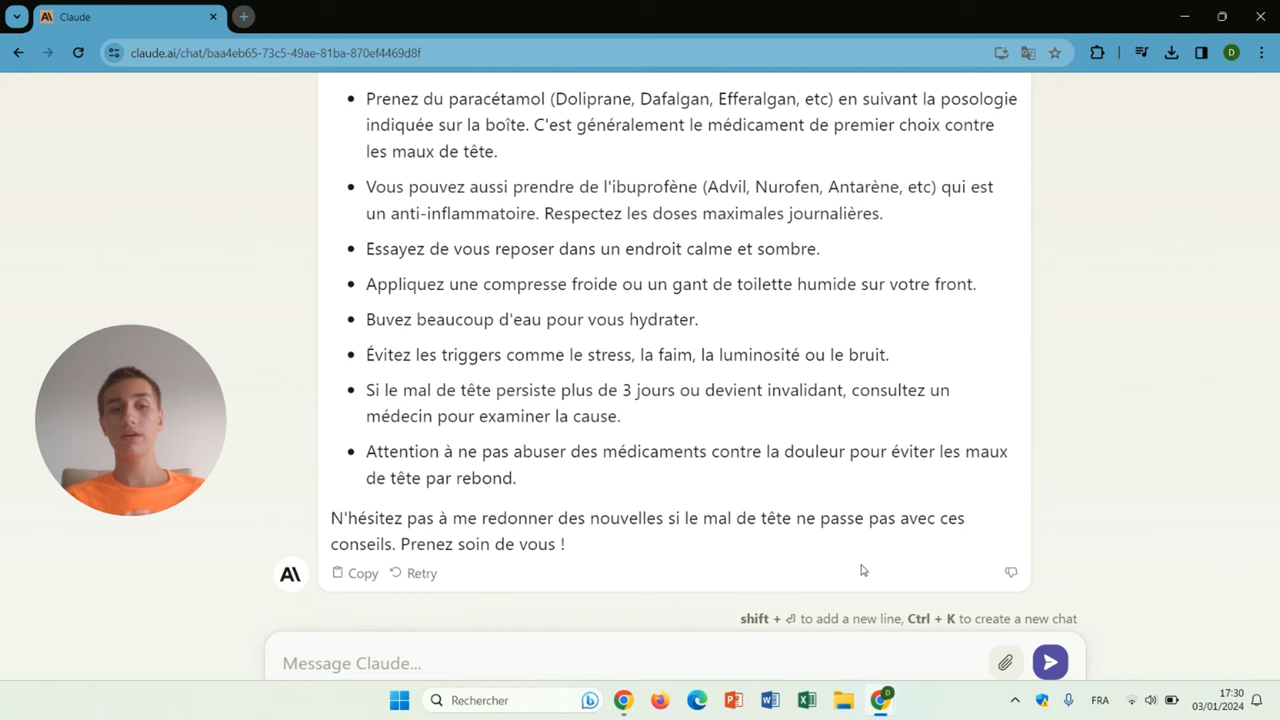 Claude
claude.ai/chat/baa4eb65-73c5-49ae-81ba-870ef4469d8f
D
• Prenez du paracétamol (Doliprane, Dafalgan, Efferalgan, etc) en suivant la posologie
indiquée sur la boîte. C'est généralement le médicament de premier choix contre
les maux de tête.
• Vous pouvez aussi prendre de l'ibuprofène (Advil, Nurofen, Antarène, etc) qui est
un anti-inflammatoire. Respectez les doses maximales journalières.
• Essayez de vous reposer dans un endroit calme et sombre.
• Appliquez une compresse froide ou un gant de toilette humide sur votre front.
• Buvez beaucoup d'eau pour vous hydrater.
• Évitez les triggers comme le stress, la faim, la luminosité ou le bruit.
• Si le mal de tête persiste plus de 3 jours ou devient invalidant, consultez un
médecin pour examiner la cause.
• Attention à ne pas abuser des médicaments contre la douleur pour éviter les maux
de tête par rebond.
N'hésitez pas à me redonner des nouvelles si le mal de tête ne passe pas avec ces
conseils. Prenez soin de vous !
Copy Retry
shift + ⏎ to add a new line, Ctrl + K to create a new chat
Message Claude...
Rechercher
FRA
17:30
03/01/2024